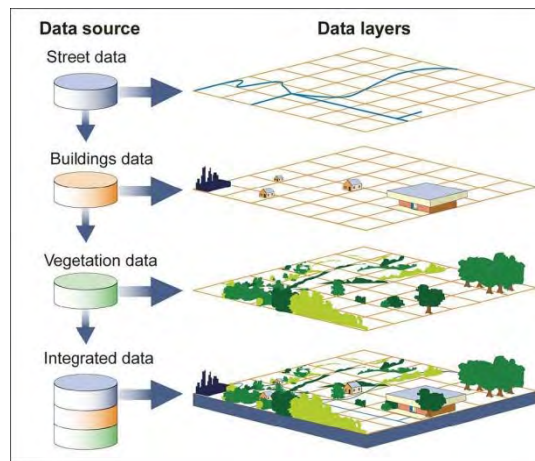 Data source
Data layers
Street data
Buildings data
Vegetation data
Integrated data